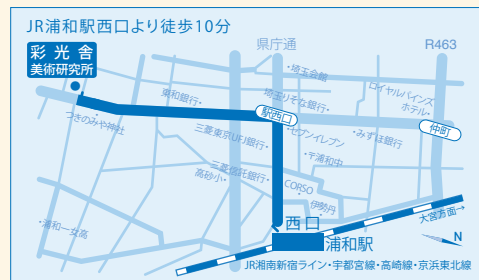 JR浦和駅西口より徒歩10分
彩光舎
美術研究所
県庁通
R463
・埼玉会館
東和銀行・
埼玉りそな銀行・
ロイヤルパインズ
ホテル・
駅西口
仲町
つきのみや神社
三菱東京UFJ銀行・
・セブンイレブン
・みずほ銀行
・〒浦和中
三菱信託銀行・
高砂小・
CORSO
・伊勢丹
・浦和一女高
西口
浦和駅
大宮方面→
N
JR湘南新宿ライン・宇都宮線・高崎線・京浜東北線